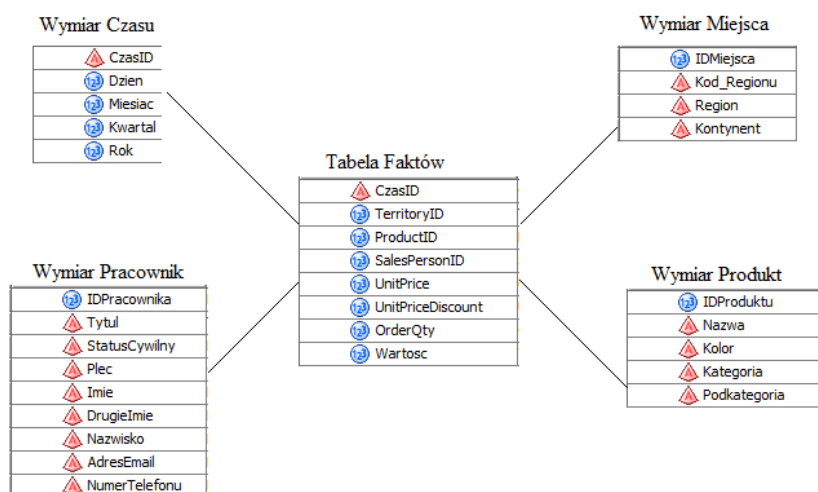 Wymiar Czasu
CzasID
Dzien
Miesiac
Kwartal
Rok
Wymiar Miejsca
IDMiejsca
Kod_Regionu
Region
Kontynent
Tabela Faktów
CzasID
TerritoryID
ProductID
SalesPersonID
UnitPrice
UnitPriceDiscount
OrderQty
Wartosc
Wymiar Pracownik
IDPracownika
Tytul
StatusCywilny
Plec
Imie
DrugieImie
Nazwisko
AdresEmail
NumerTelefonu
Wymiar Produkt
IDProduktu
Nazwa
Kolor
Kategoria
Podkategoria